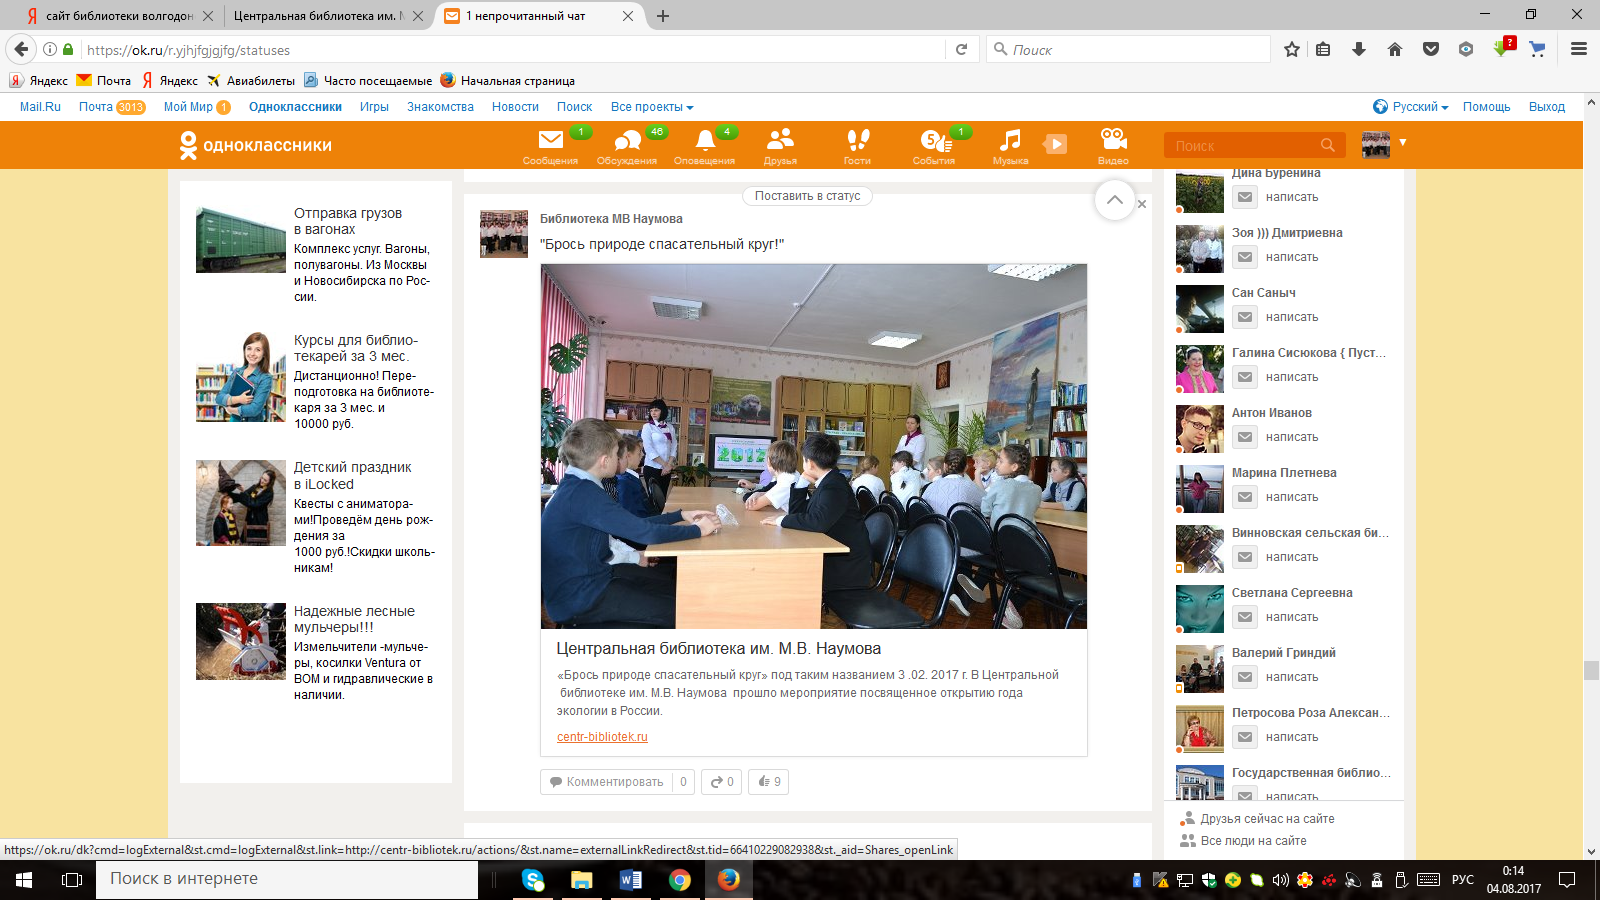 сайт библиотеки волгодон
Центральная библиотека им. М
1 непрочитанный чат
https://ok.ru/r.yjhjfgjgjfg/statuses
Поиск
Яндекс
Почта
Яндекс
Авиабилеты
Часто посещаемые
Начальная страница
Mail.Ru
Почта 3013
Мой Мир 1
Одноклассники
Игры
Знакомства
Новости
Поиск
Все проекты
Русский
Помощь
Выход
одноклассники
1
Сообщения
46
Обсуждения
4
Оповещения
Друзья
Гости
5
1
События
Музыка
Видео
Поиск
Отправка грузов
в вагонах
Комплекс услуг. Вагоны,
полувагоны. Из Москвы
и Новосибирска по Рос-
сии.
Курсы для библио-
текарей за 3 мес.
Дистанционно! Пере-
подготовка на библиоте-
каря за 3 мес. и
10000 руб.
Детский праздник
в iLocked
Квесты с аниматора-
ми!Проведём день рож-
дения за
1000 руб.!Скидки школь-
никам!
Надежные лесные
мульчеры!!!
Измельчители -мульче-
ры, косилки Ventura от
ВОМ и гидравлические в
наличии.
Поставить в статус
Библиотека МВ Наумова
"Брось природе спасательный круг!"
2017
Центральная библиотека им. М.В. Наумова
«Брось природе спасательный круг» под таким названием 3 .02. 2017 г. В Центральной
библиотеке им. М.В. Наумова прошло мероприятие посвященное открытию года
экологии в России.
centr-bibliotek.ru
Комментировать 0
0
9
Дина Буренина
написать
Зоя ))) Дмитриевна
написать
Сан Саныч
написать
Галина Сисюкова { Пуст...
написать
Антон Иванов
написать
Марина Плетнева
написать
Винновская сельская би...
написать
Светлана Сергеевна
написать
Валерий Гриндий
написать
Петросова Роза Алексан...
написать
Государственная библио...
написать
Друзья сейчас на сайте
Все люди на сайте
https://ok.ru/dk?cmd=logExternal&st.cmd=logExternal&st.link=http://centr-bibliotek.ru/actions/&st.name=externalLinkRedirect&st.tid=66410229082938&st._aid=Shares_openLink
Поиск в интернете
РУС
0:14
04.08.2017